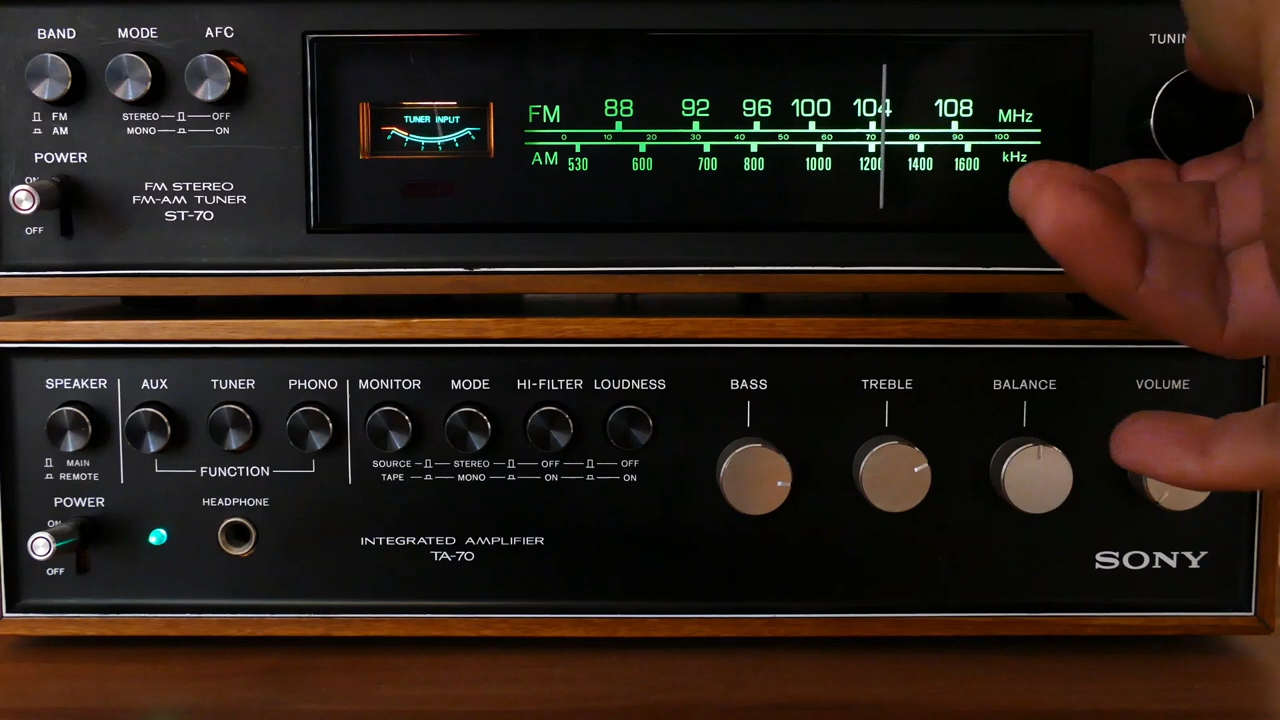 BAND MODE AFC
TUNIN
FM STEREO OFF
AM MONO ON
POWER
ON
OFF
FM STEREO
FM-AM TUNER
ST-70
TUNER INPUT
FM 88 92 96 100 104 108 MHz
0 10 20 30 40 50 60 70 80 90 100
AM 530 600 700 800 1000 1200 1400 1600 kHz
SPEAKER AUX TUNER PHONO MONITOR MODE HI-FILTER LOUDNESS BASS TREBLE BALANCE VOLUME
MAIN SOURCE STEREO OFF OFF
REMOTE FUNCTION TAPE MONO ON ON
POWER HEADPHONE
ON
OFF
INTEGRATED AMPLIFIER
TA-70
SONY